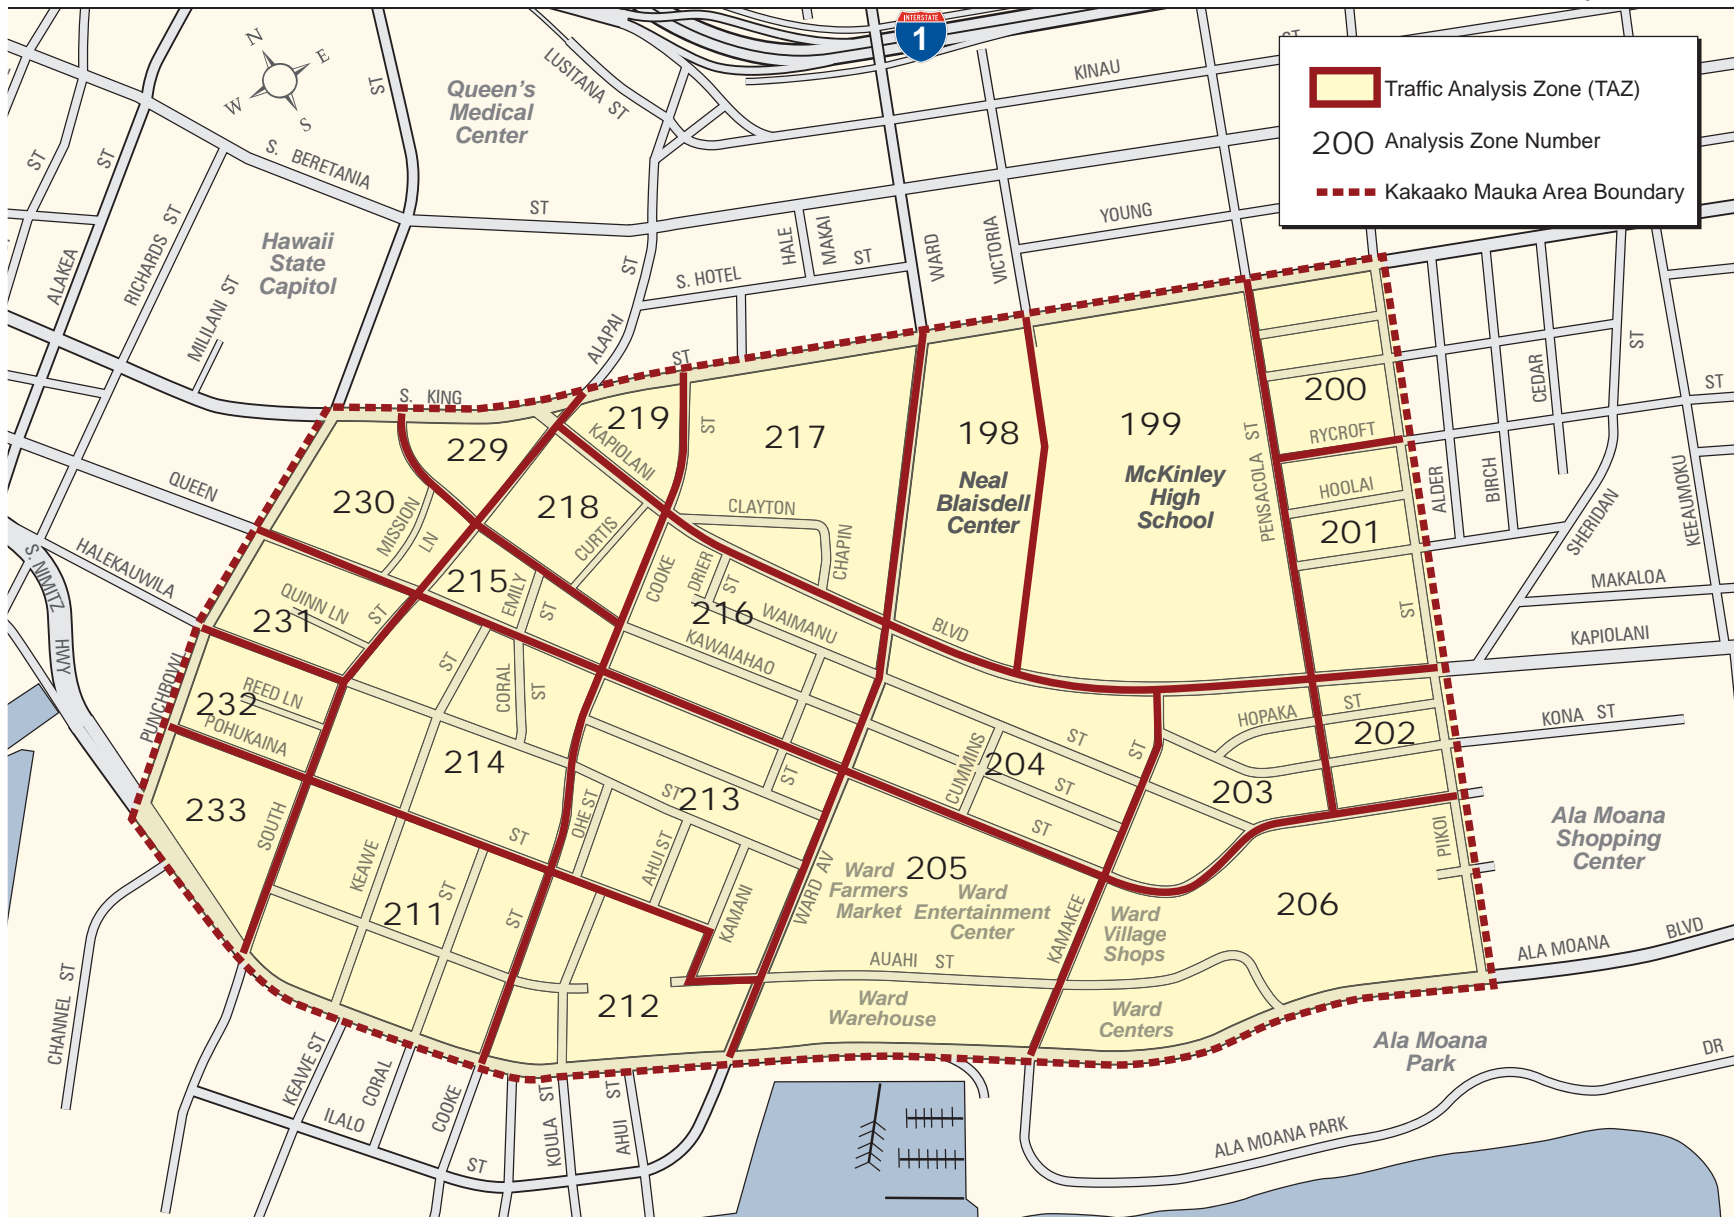 INTERSTATE
1
Traffic Analysis Zone (TAZ)
200 Analysis Zone Number
Kakaako Mauka Area Boundary
N
E
W
S
ST
LUSITANA ST
KINAU
ST
Queen's
Medical
Center
S. BERETANIA
ST
ST
ST
RICHARDS ST
ALAKEA
MILILANI ST
Hawaii
State
Capitol
YOUNG
HALE
MAKAI
ST
S. HOTEL
ST
ALAPAI
WARD
VICTORIA
ST
S. KING
ST
CEDAR
ST
ST
ALDER
BIRCH
SHERIDAN
KEEAUMOKU
MAKALOA
KAPIOLANI
KONA ST
QUEEN
HALEKAUWILA
S. NIMITZ
HWY
PUNCHBOWL
229
219
KAPIOLANI
ST
217
198
Neal
Blaisdell
Center
199
McKinley
High
School
PENSACOLA ST
200
RYCROFT
HOOLAI
201
ST
230
MISSION
LN
218
CURTIS
CLAYTON
CHAPIN
215
EMILY
ST
COOKE
DRIER
ST
216
WAIMANU
KAWAIAHAO
BLVD
QUINN LN
231
ST
REED LN
232
POHUKAINA
ST
CORAL
ST
214
ST
213
ST
CUMMINS
204
ST
ST
ST
ST
HOPAKA
ST
202
203
233
SOUTH
KEAWE
ST
OHE ST
AHUI ST
KAMANI
WARD AV
Ward
Farmers
Market
205
Ward
Entertainment
Center
KAMAKEE
Ward
Village
Shops
206
PIIKOI
Ala Moana
Shopping
Center
211
ST
ST
212
AUAHI ST
Ward
Warehouse
Ward
Centers
ALA MOANA
BLVD
Ala Moana
Park
DR
ALA MOANA PARK
CHANNEL ST
KEAWE ST
ILALO
CORAL
COOKE
ST
KOULA
ST
AHUI
ST